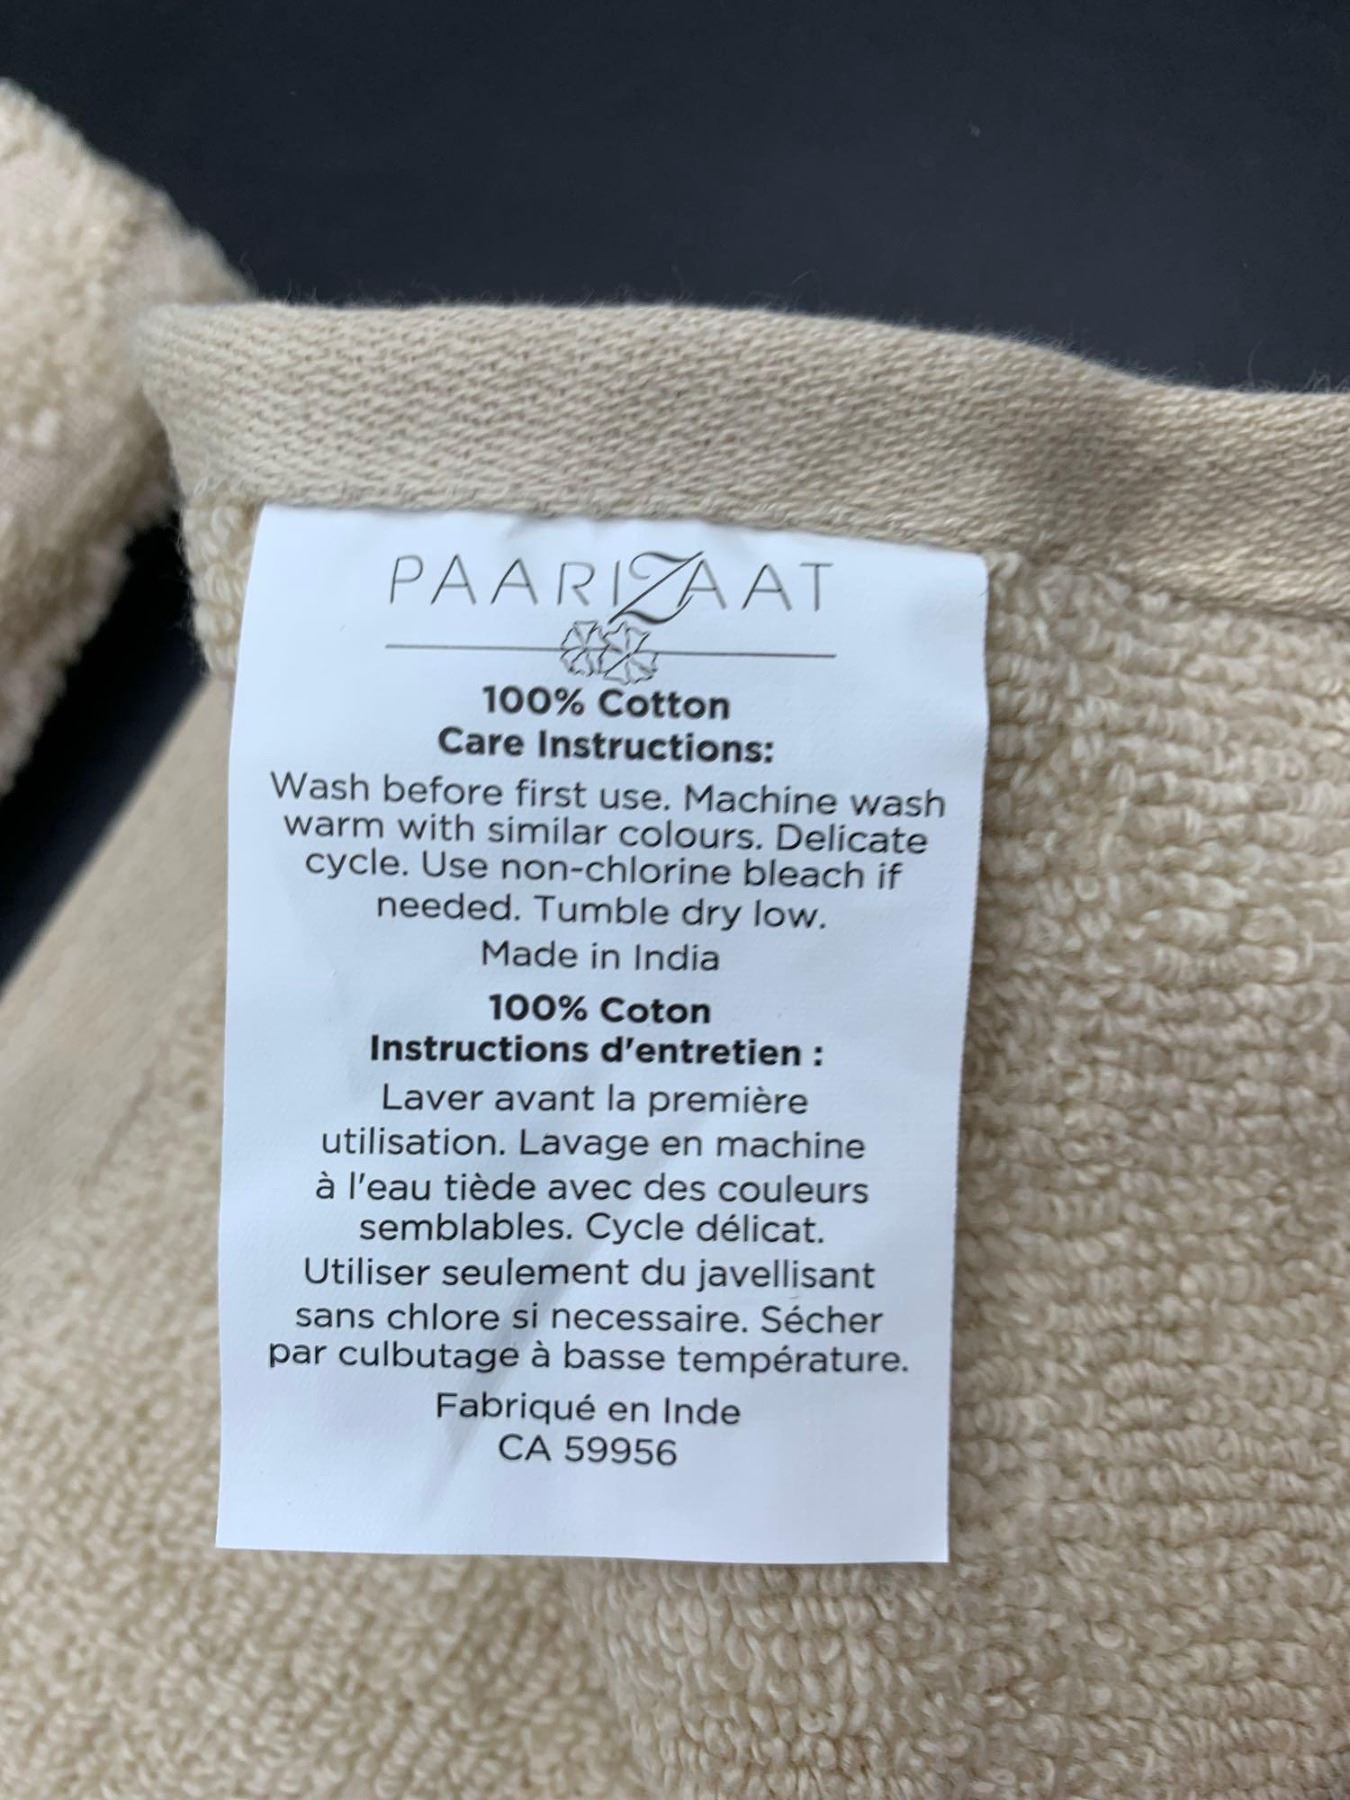 PAARIZAAT
100% Cotton
Care Instructions:
Wash before first use. Machine wash
warm with similar colours. Delicate
cycle. Use non-chlorine bleach if
needed. Tumble dry low.
Made in India
100% Coton
Instructions d'entretien :
Laver avant la première
utilisation. Lavage en machine
à l'eau tiède avec des couleurs
semblables. Cycle délicat.
Utiliser seulement du javellisant
sans chlore si necessaire. Sécher
par culbutage à basse température.
Fabriqué en Inde
CA 59956